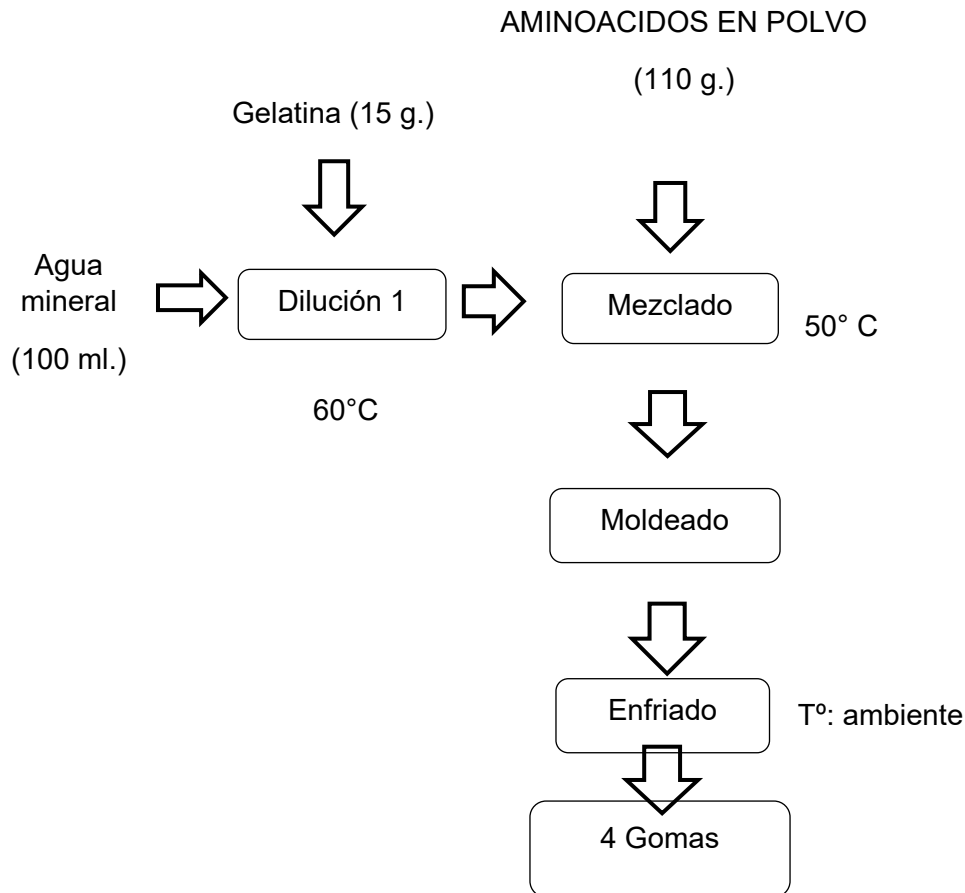 AMINOACIDOS EN POLVO
(110 g.)
Gelatina (15 g.)
Agua
mineral
(100 ml.)
Dilución 1
60°C
Mezclado
50° C
Moldeado
Enfriado
Tº: ambiente
4 Gomas